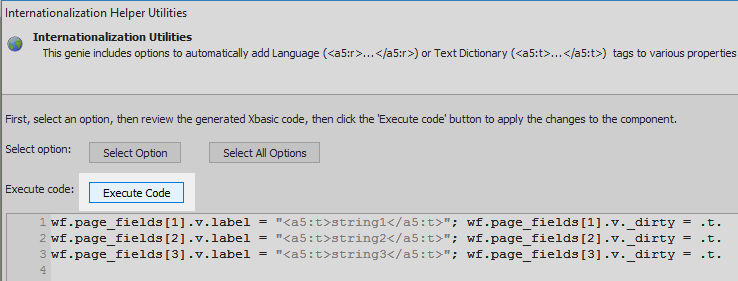 Internationalization Helper Utilities
Internationalization Utilities
This genie includes options to automatically add Language (<a5:r>...</a5:r>) or Text Dictionary (<a5:t>...</a5:t>) tags to various properties
First, select an option, then review the generated Xbasic code, then click the 'Execute code' button to apply the changes to the component.
Select option: Select Option Select All Options
Execute code: Execute Code
1 wf.page_fields[1].v.label = "<a5:t>string1</a5:t>"; wf.page_fields[1].v._dirty = .t.
2 wf.page_fields[2].v.label = "<a5:t>string2</a5:t>"; wf.page_fields[2].v._dirty = .t.
3 wf.page_fields[3].v.label = "<a5:t>string3</a5:t>"; wf.page_fields[3].v._dirty = .t.
4